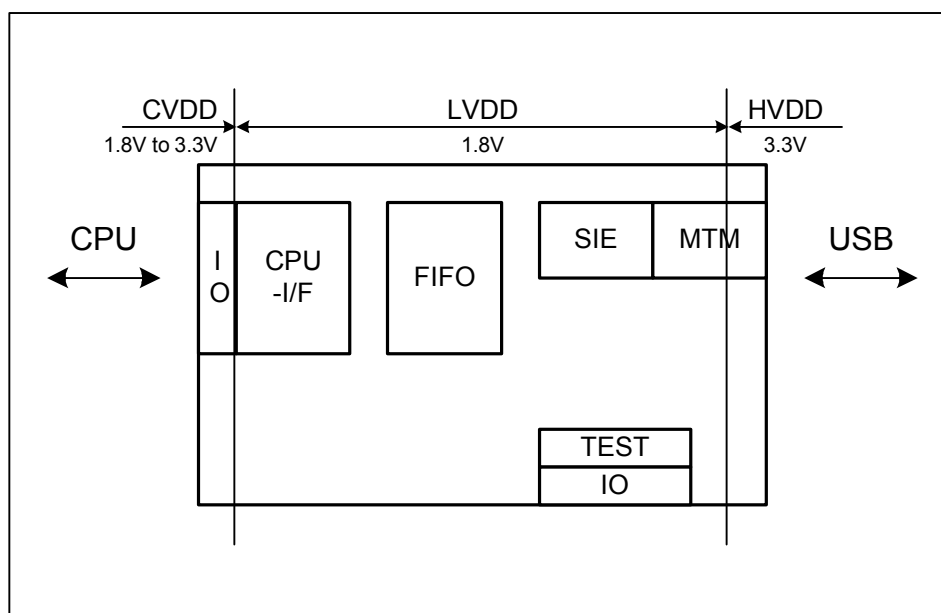 CVDD LVDD HVDD
1.8V to 3.3V 1.8V 3.3V
CPU
I
O
CPU
-I/F
FIFO
SIE
MTM
USB
TEST
IO